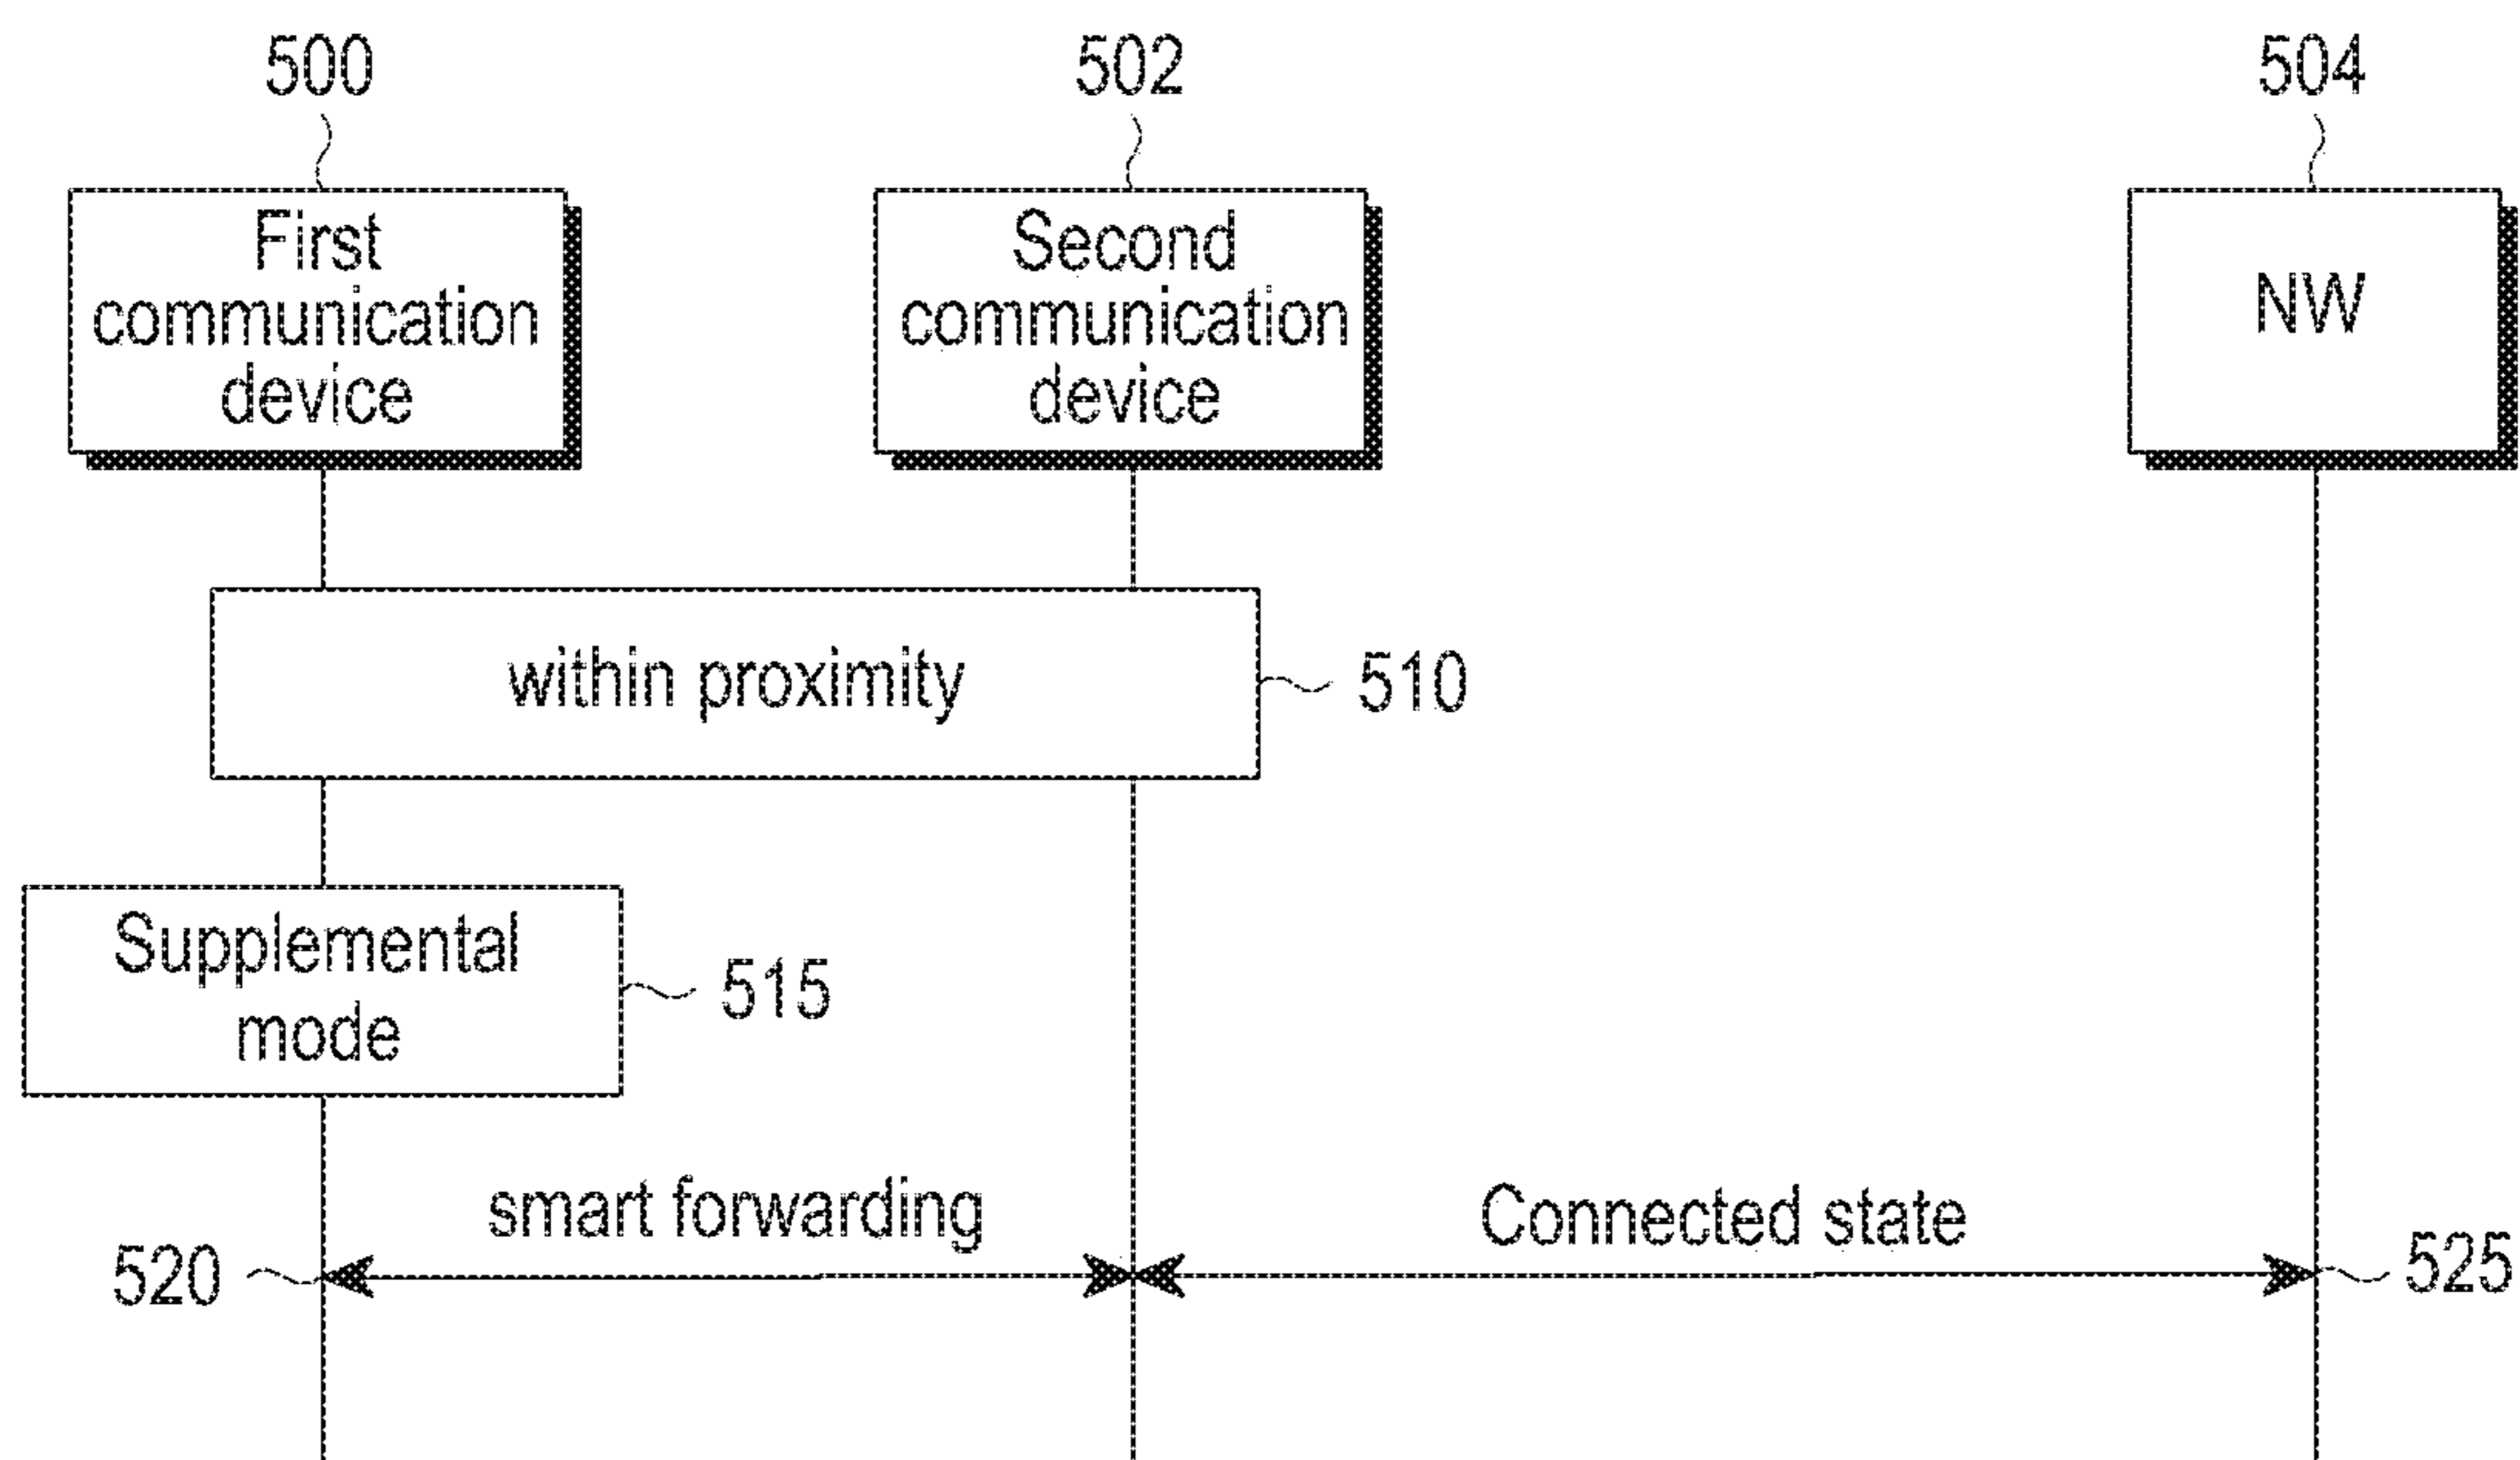 500
502
504
First
communication
device
Second
communication
device
NW
within proximity
510
Supplemental
mode
515
smart forwarding
Connected state
520
525